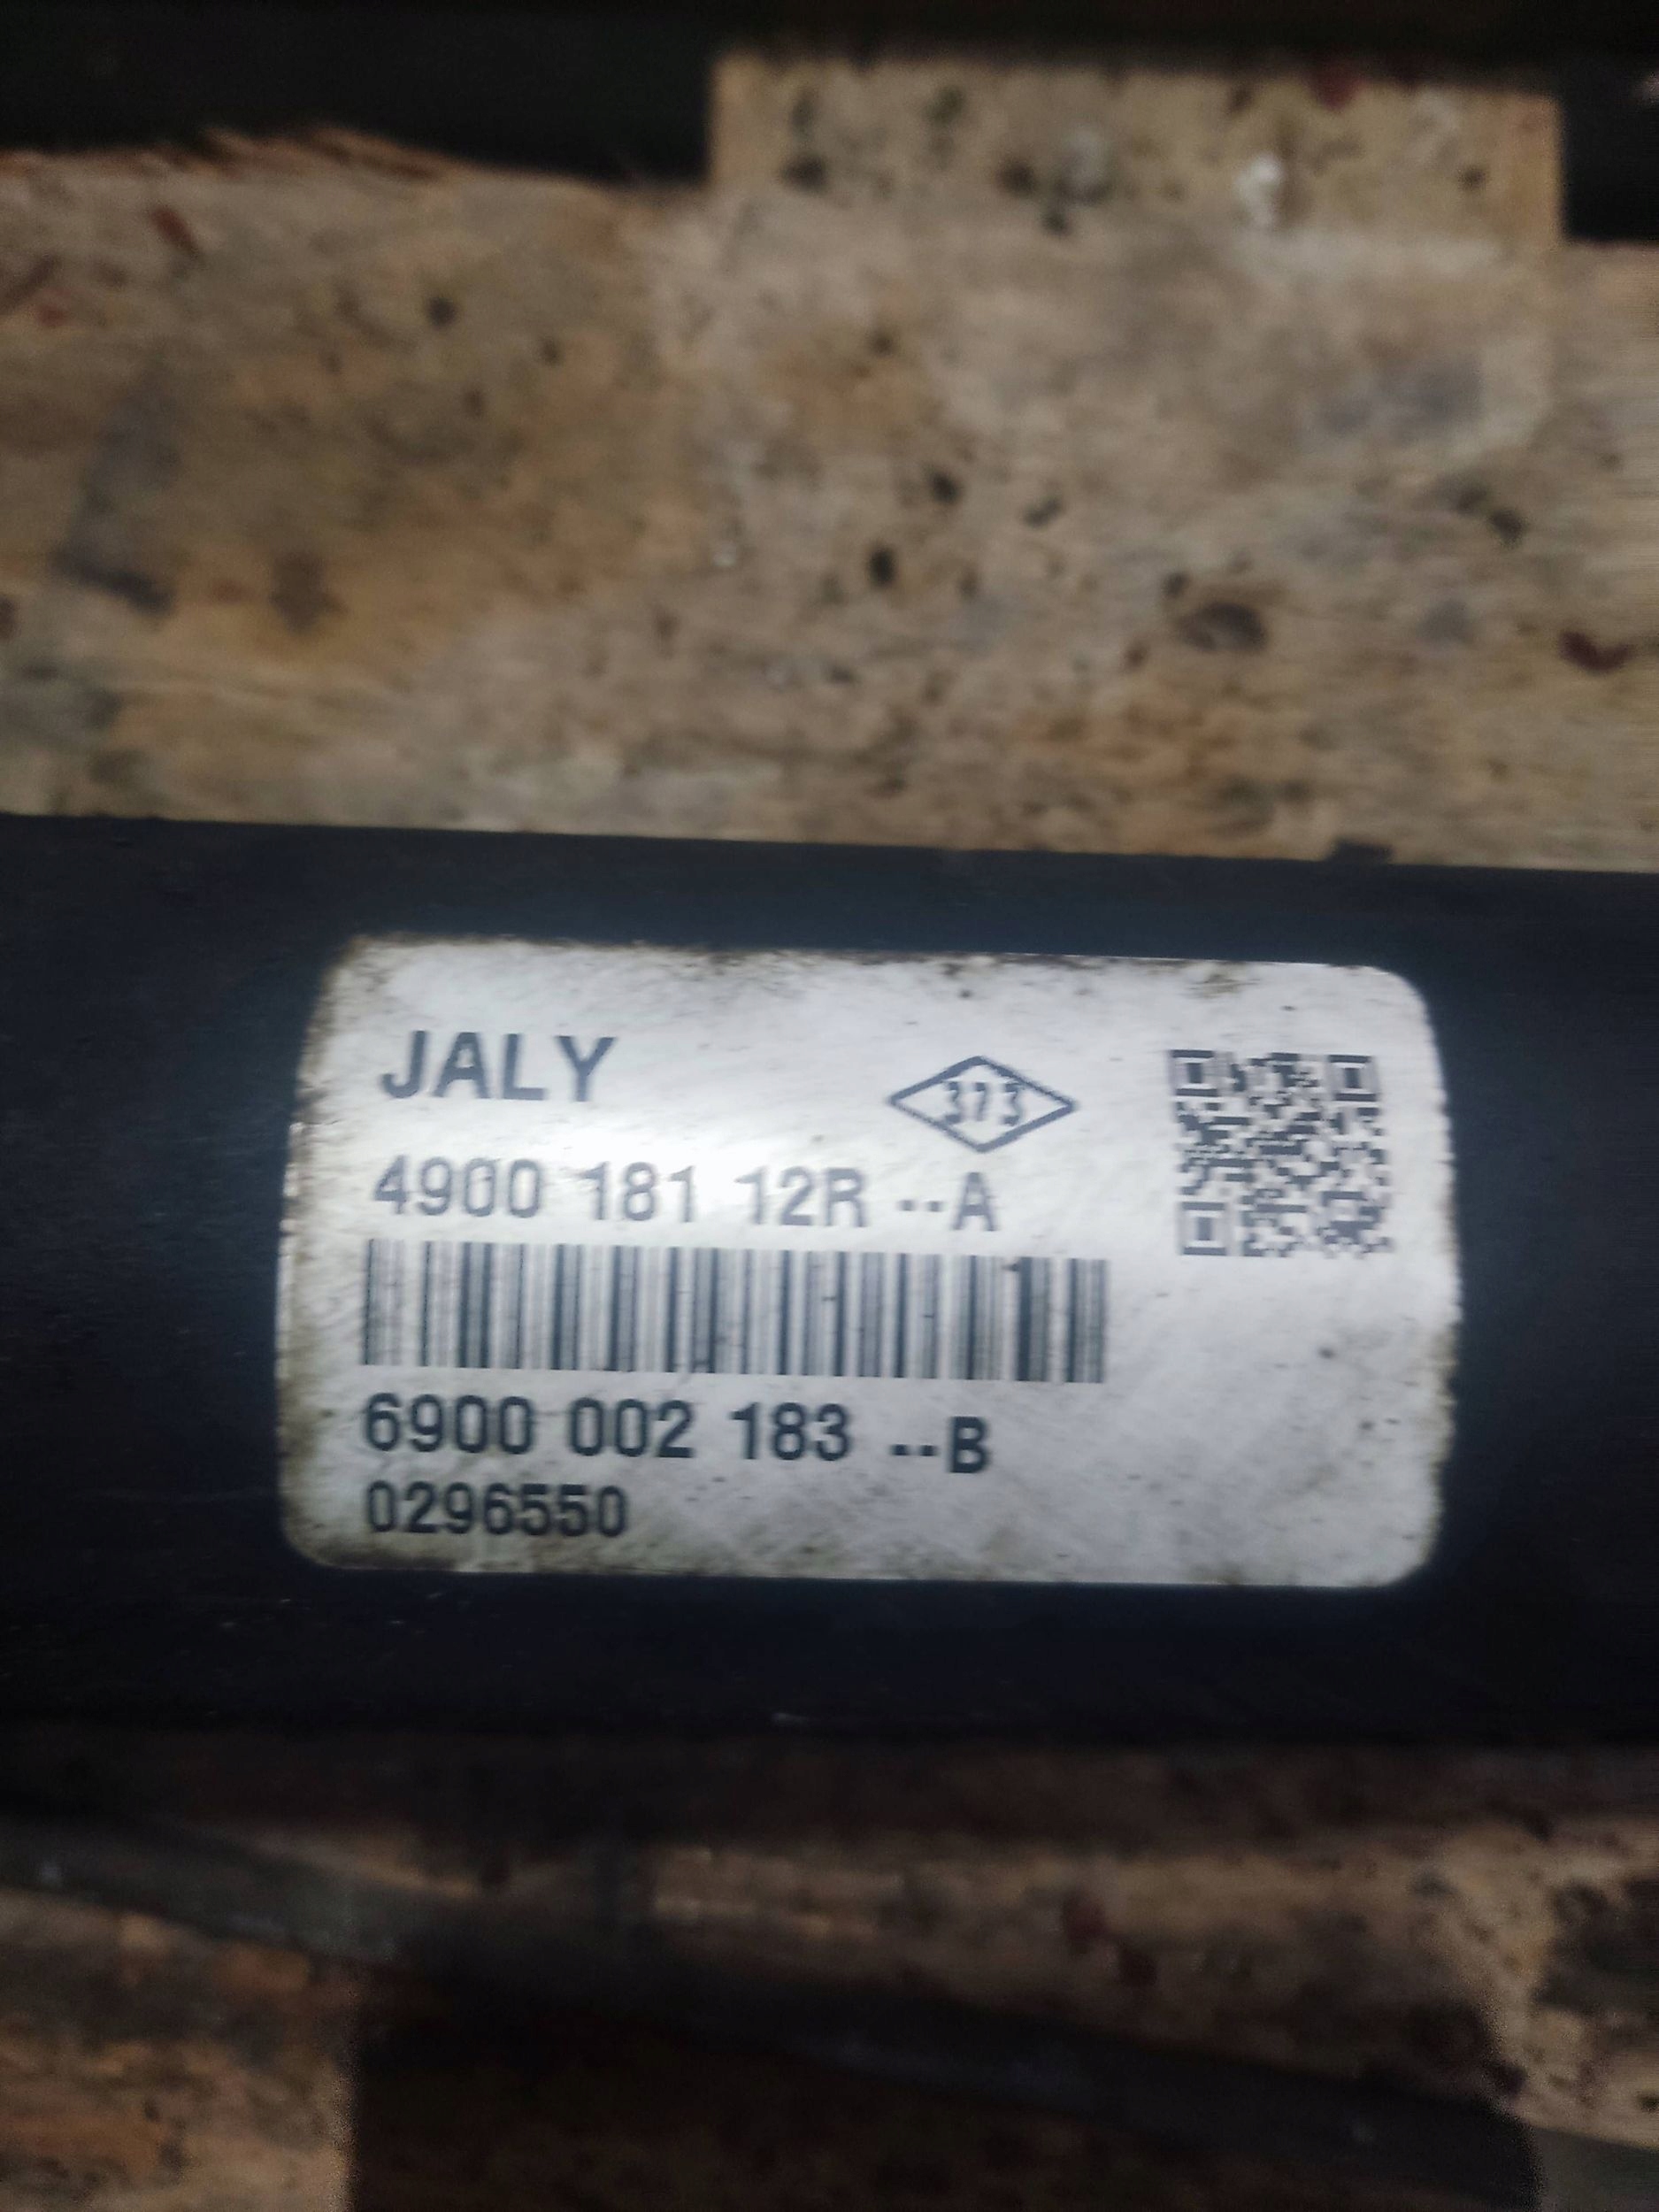 JALY
373
4900 181 12R --A
6900 002 183 --B
0296550